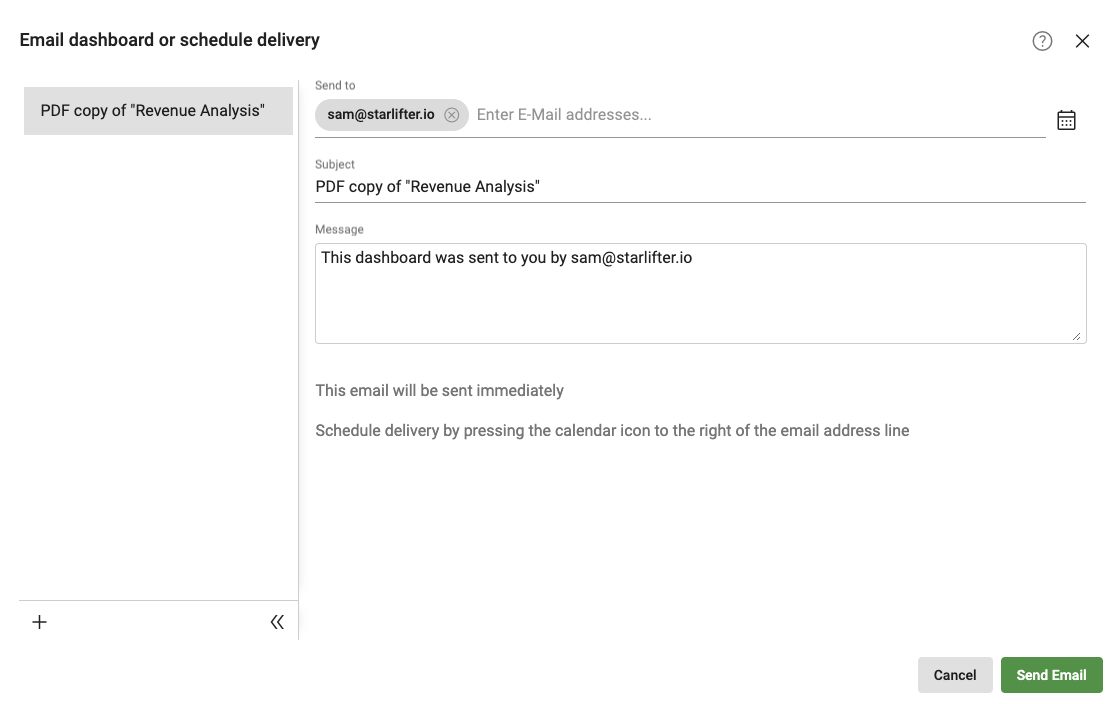 Email dashboard or schedule delivery
PDF copy of "Revenue Analysis"
Send to
sam@starlifter.io
Enter E-Mail addresses...
Subject
PDF copy of "Revenue Analysis"
Message
This dashboard was sent to you by sam@starlifter.io
This email will be sent immediately
Schedule delivery by pressing the calendar icon to the right of the email address line
Cancel
Send Email